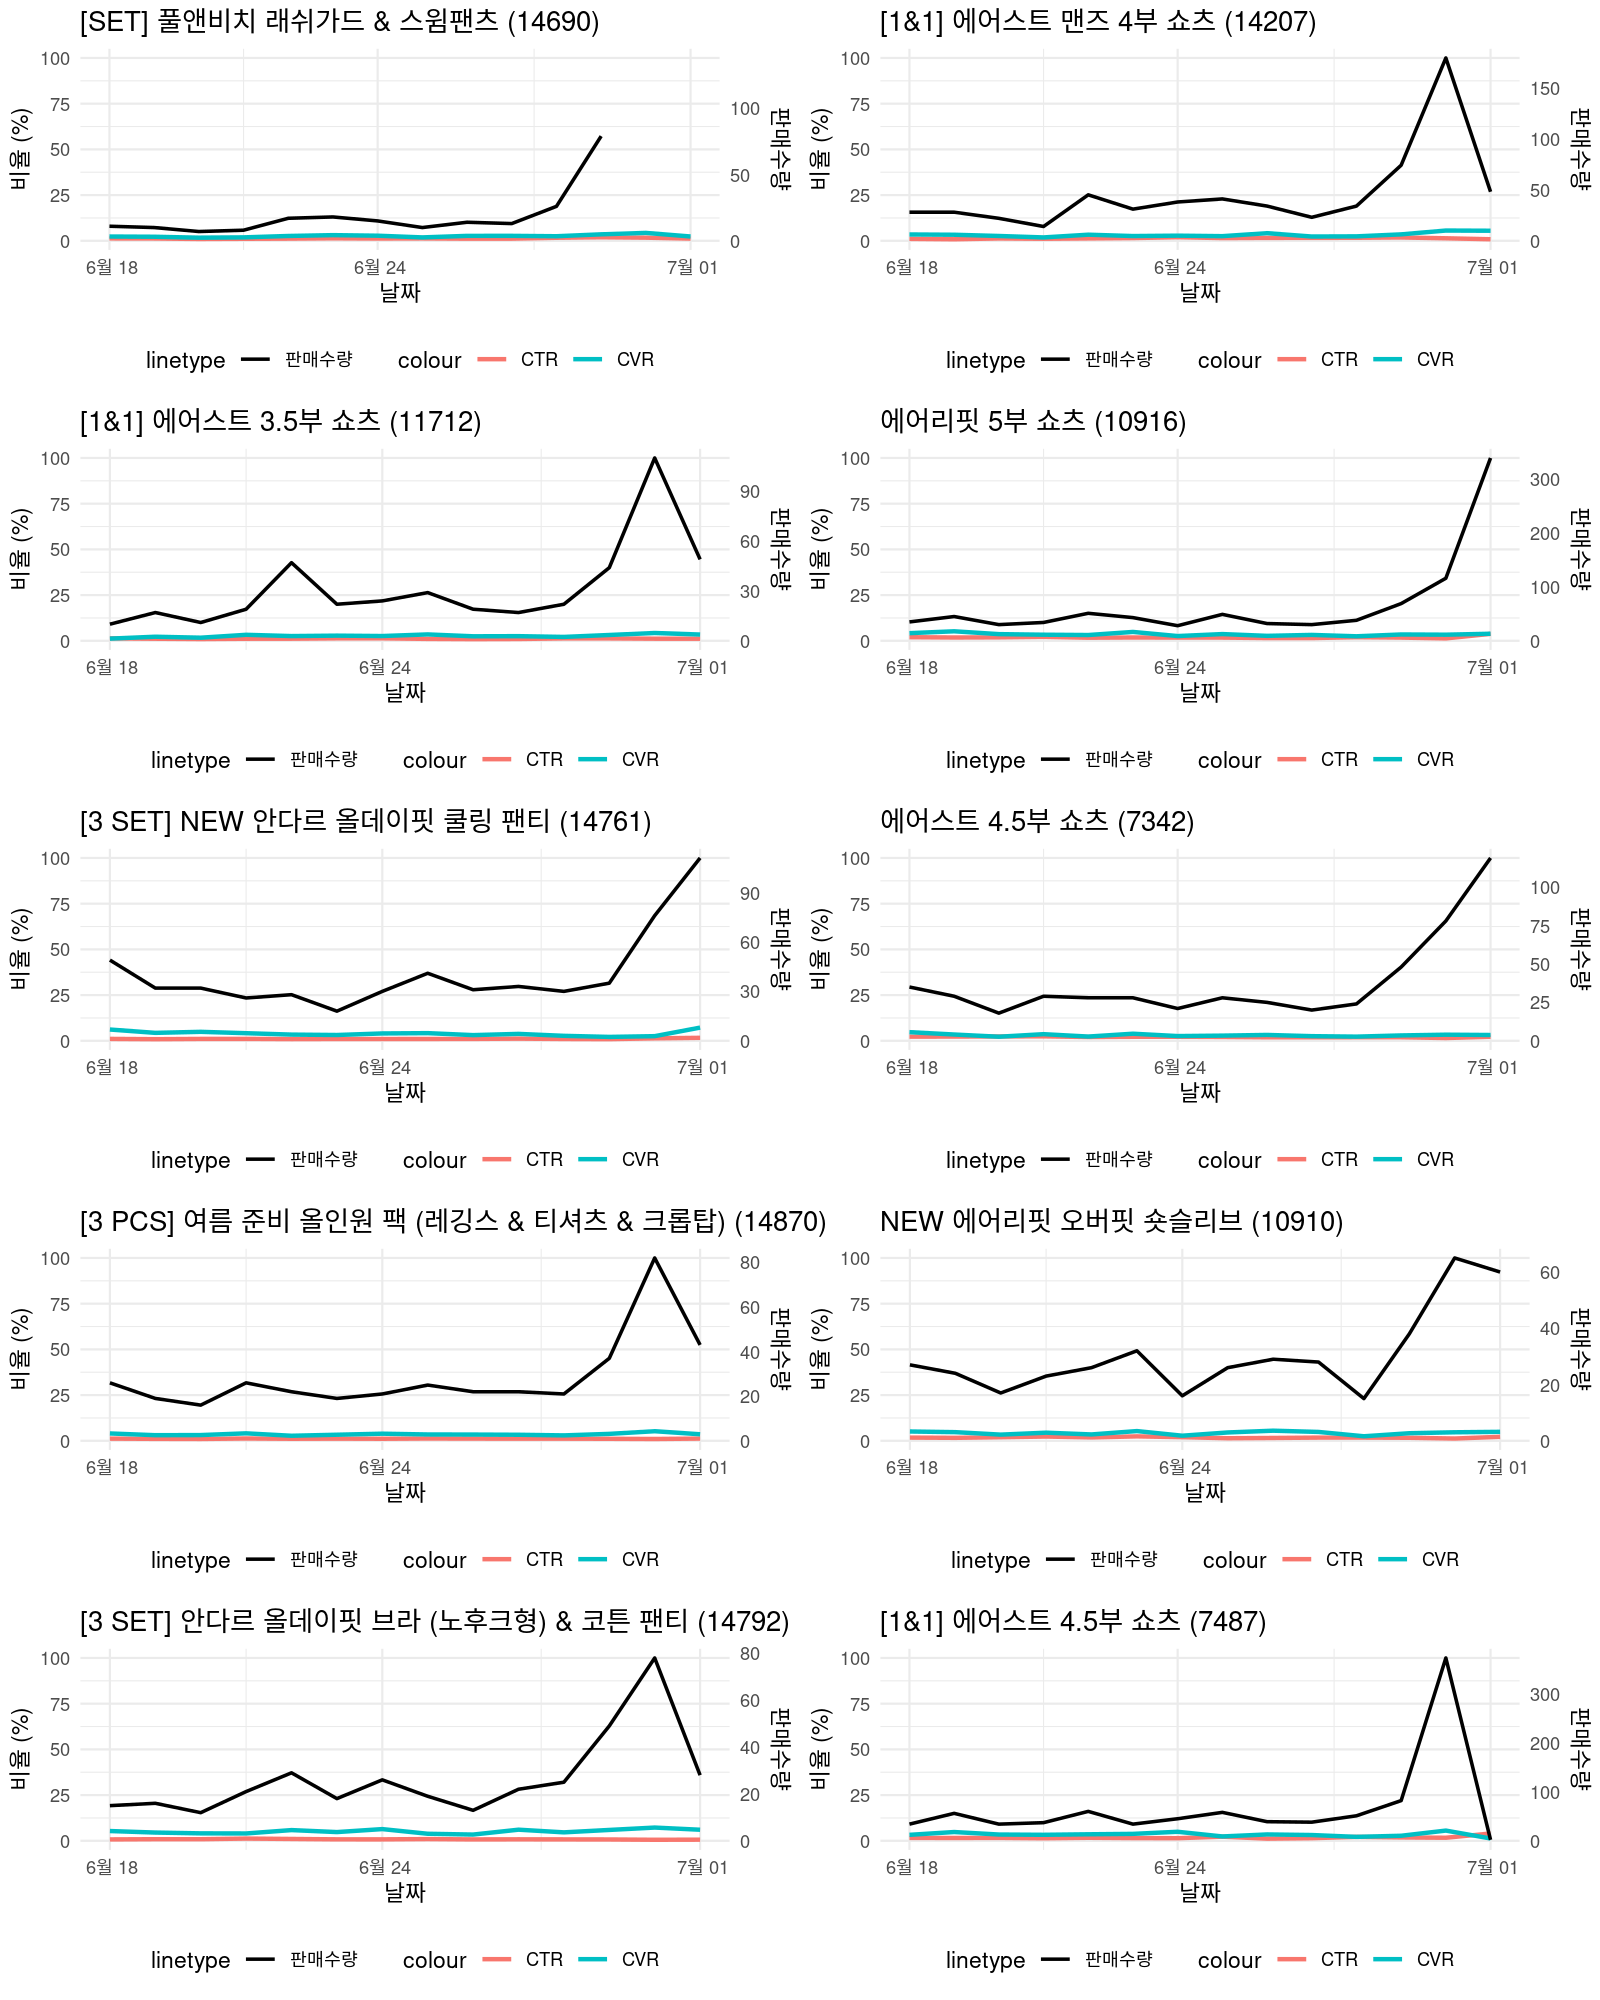 [SET] 풀앤비치 래쉬가드 & 스윔팬츠 (14690)
100
75
50
25
0
비율 (%)
100
50
0
판매수량
6월 18
6월 24
7월 01
날짜
linetype 판매수량 colour CTR CVR
[1&1] 에어스트 맨즈 4부 쇼츠 (14207)
100
75
50
25
0
비율 (%)
150
100
50
0
판매수량
6월 18
6월 24
7월 01
날짜
linetype 판매수량 colour CTR CVR
[1&1] 에어스트 3.5부 쇼츠 (11712)
100
75
50
25
0
비율 (%)
90
60
30
0
판매수량
6월 18
6월 24
7월 01
날짜
linetype 판매수량 colour CTR CVR
에어리핏 5부 쇼츠 (10916)
100
75
50
25
0
비율 (%)
300
200
100
0
판매수량
6월 18
6월 24
7월 01
날짜
linetype 판매수량 colour CTR CVR
[3 SET] NEW 안다르 올데이핏 쿨링 팬티 (14761)
100
75
50
25
0
비율 (%)
90
60
30
0
판매수량
6월 18
6월 24
7월 01
날짜
linetype 판매수량 colour CTR CVR
에어스트 4.5부 쇼츠 (7342)
100
75
50
25
0
비율 (%)
100
75
50
25
0
판매수량
6월 18
6월 24
7월 01
날짜
linetype 판매수량 colour CTR CVR
[3 PCS] 여름 준비 올인원 팩 (레깅스 & 티셔츠 & 크롭탑) (14870)
100
75
50
25
0
비율 (%)
80
60
40
20
0
판매수량
6월 18
6월 24
7월 01
날짜
linetype 판매수량 colour CTR CVR
NEW 에어리핏 오버핏 숏슬리브 (10910)
100
75
50
25
0
비율 (%)
60
40
20
0
판매수량
6월 18
6월 24
7월 01
날짜
linetype 판매수량 colour CTR CVR
[3 SET] 안다르 올데이핏 브라 (노후크형) & 코튼 팬티 (14792)
100
75
50
25
0
비율 (%)
80
60
40
20
0
판매수량
6월 18
6월 24
7월 01
날짜
linetype 판매수량 colour CTR CVR
[1&1] 에어스트 4.5부 쇼츠 (7487)
100
75
50
25
0
비율 (%)
300
200
100
0
판매수량
6월 18
6월 24
7월 01
날짜
linetype 판매수량 colour CTR CVR